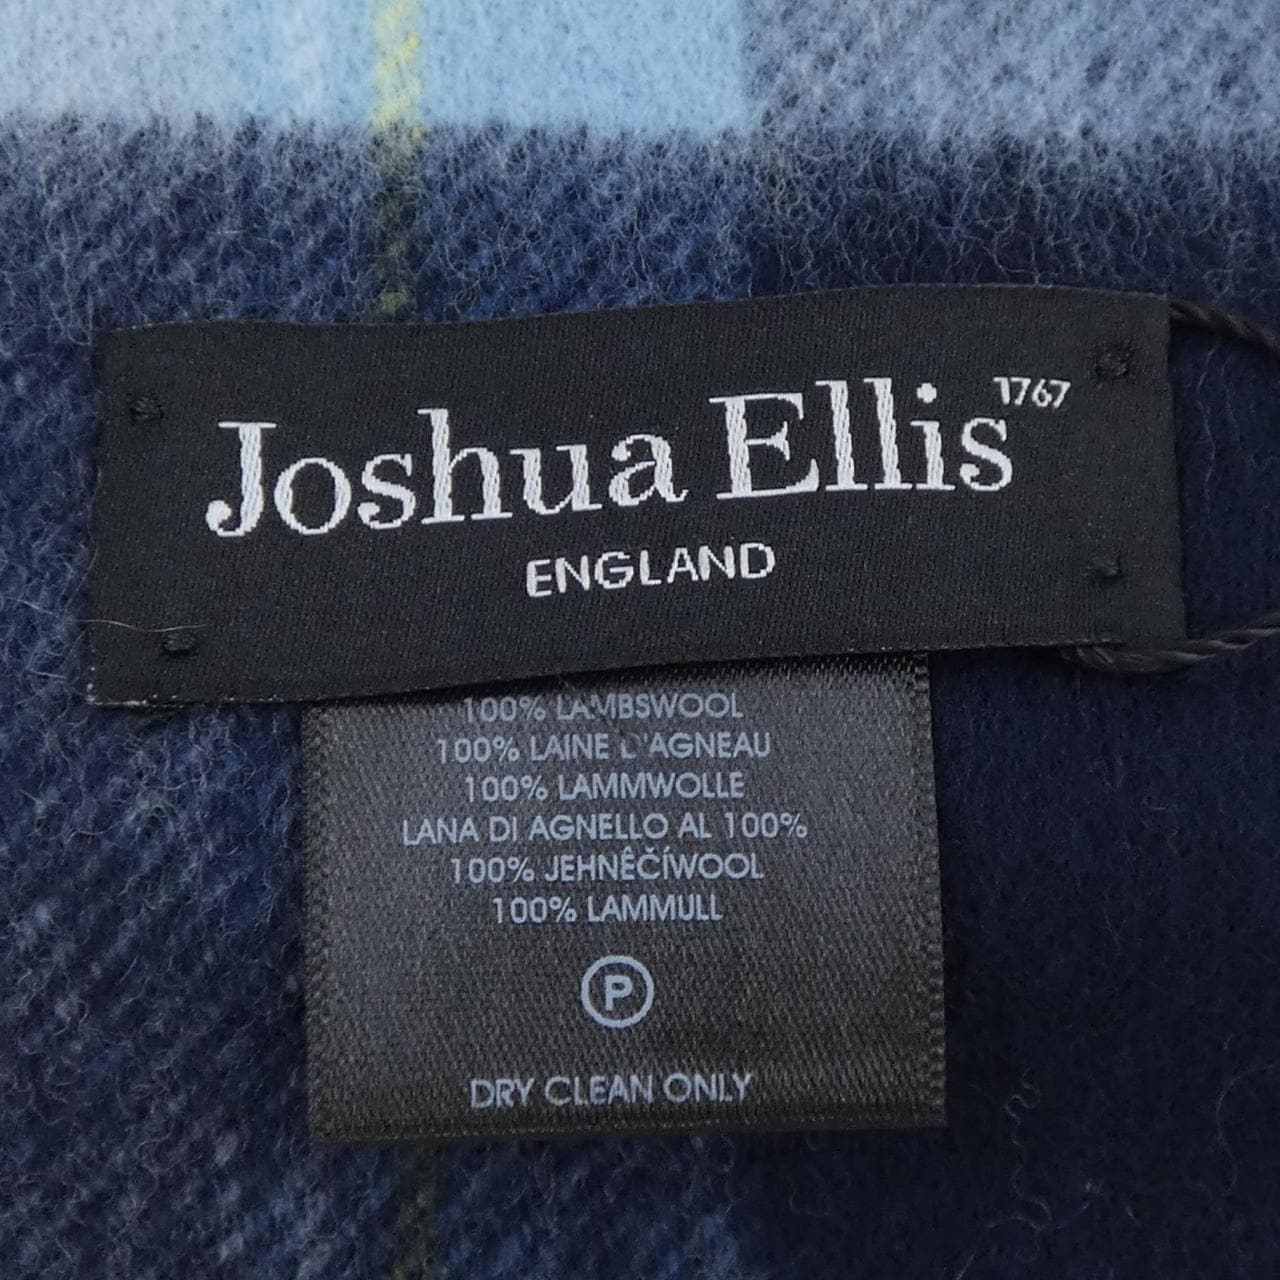 Joshua Ellis 1767
ENGLAND
100% LAMBSWOOL
100% LAINE D'AGNEAU
100% LAMMWOLLE
LANA DI AGNELLO AL 100%
100% JEHNÊČÍWOOL
100% LAMMULL
P
DRY CLEAN ONLY